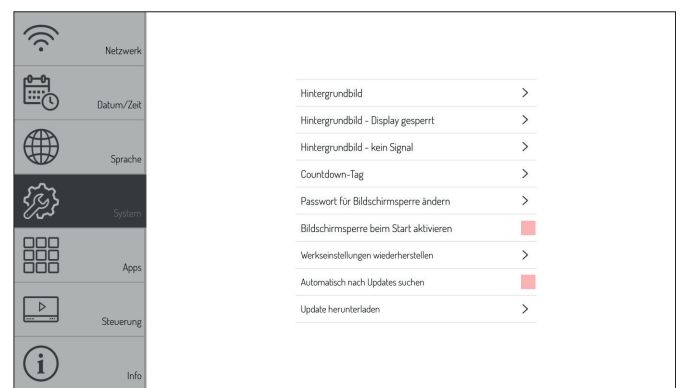 Netzwerk
Datum/Zeit
Sprache
System
Apps
Steuerung
Info
Hintergrundbild
Hintergrundbild - Display gesperrt
Hintergrundbild - kein Signal
Countdown-Tag
Passwort für Bildschirmsperre ändern
Bildschirmsperre beim Start aktivieren
Werkseinstellungen wiederherstellen
Automatisch nach Updates suchen
Update herunterladen